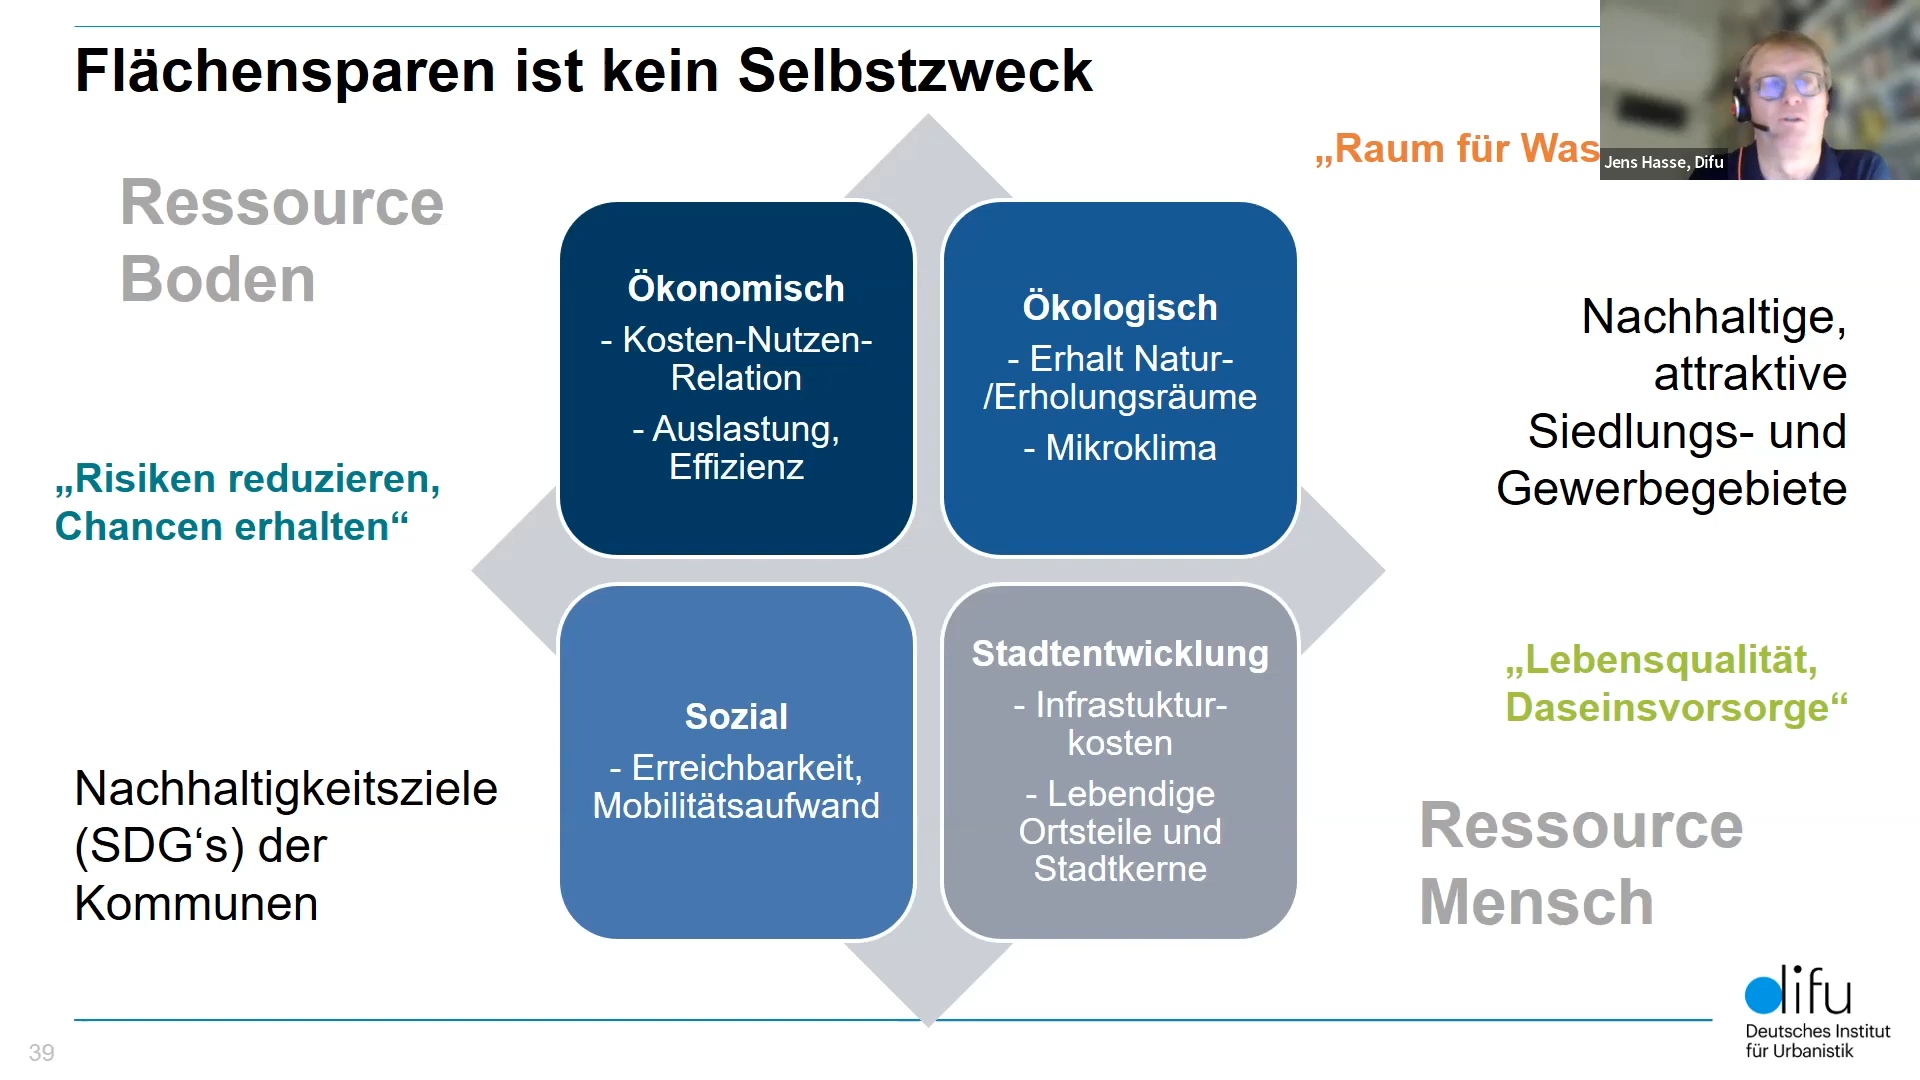 Flächensparen ist kein Selbstzweck
„Raum für Was
Jens Hasse, Difu
Ressource
Boden
Ökonomisch
- Kosten-Nutzen-
Relation
- Auslastung,
Effizienz
Ökologisch
- Erhalt Natur-
/Erholungsräume
- Mikroklima
Nachhaltige,
attraktive
Siedlungs- und
Gewerbegebiete
„Risiken reduzieren,
Chancen erhalten“
Sozial
- Erreichbarkeit,
Mobilitätsaufwand
Stadtentwicklung
- Infrastuktur-
kosten
- Lebendige
Ortsteile und
Stadtkerne
„Lebensqualität,
Daseinsvorsorge“
Nachhaltigkeitsziele
(SDG‘s) der
Kommunen
Ressource
Mensch
difu
Deutsches Institut
für Urbanistik
39